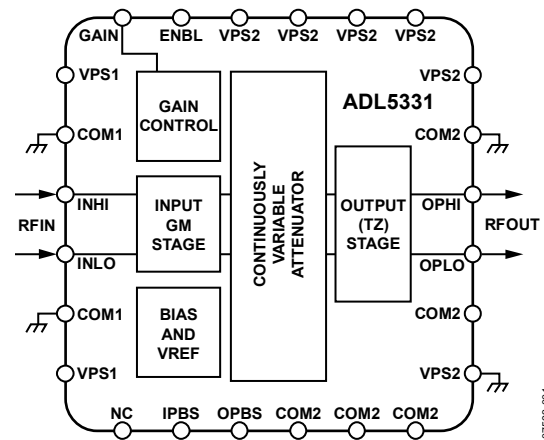 GAIN ENBL VPS2 VPS2 VPS2 VPS2
VPS1
VPS2
GAIN
CONTROL
ADL5331
COM1
COM2
CONTINUOUSLY
VARIABLE
ATTENUATOR
INPUT
GM
STAGE
OUTPUT
(TZ)
STAGE
INHI
OPHI
RFIN
RFOUT
INLO
OPLO
BIAS
AND
VREF
COM1
COM2
VPS1
VPS2
NC IPBS OPBS COM2 COM2 COM2